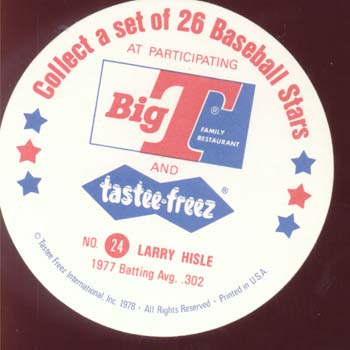 Collect a set of 26 Baseball Stars
AT PARTICIPATING
Big T
FAMILY
RESTAURANT
®
AND
tastee-freez ®
NO. 24 LARRY HISLE
1977 Batting Avg. .302
© Tastee Freez International, Inc. 1978 • All Rights Reserved • Printed in U.S.A.